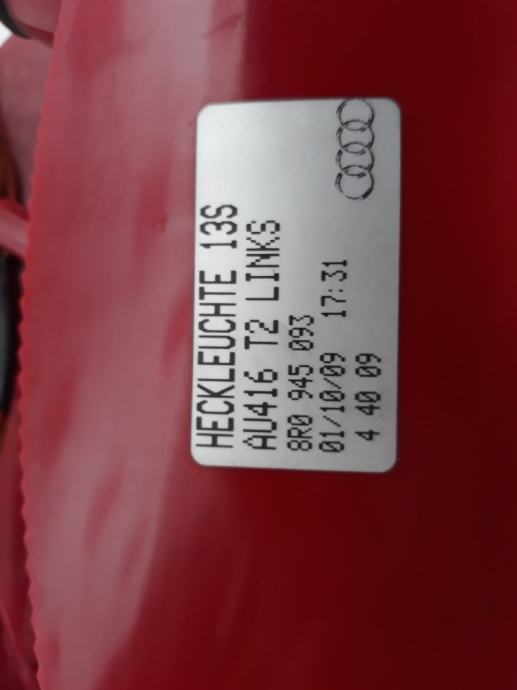 HECKLEUCHTE 13S
AU416 T2 LINKS
8R0 945 093
01/10/09 17:31
4 40 09